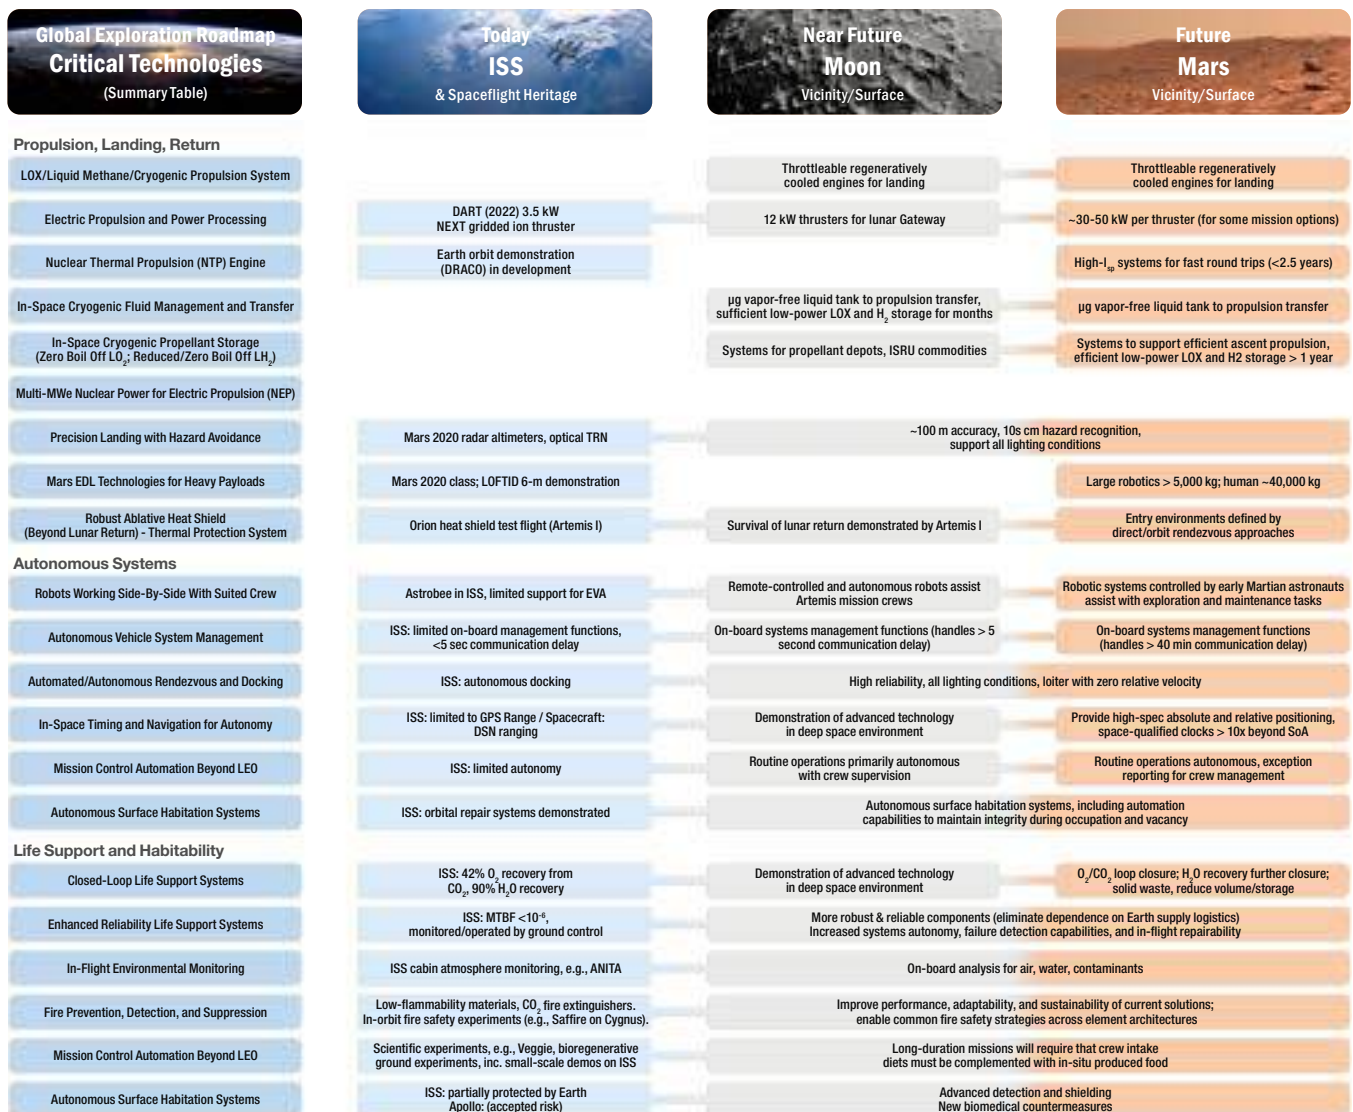 Global Exploration Roadmap
Critical Technologies
(Summary Table)
Today
ISS
& Spaceflight Heritage
Near Future
Moon
Vicinity/Surface
Future
Mars
Vicinity/Surface
Propulsion, Landing, Return
LOX/Liquid Methane/Cryogenic Propulsion System
Throttleable regeneratively
cooled engines for landing
Throttleable regeneratively
cooled engines for landing
Electric Propulsion and Power Processing
DART (2022) 3.5 kW
NEXT gridded ion thruster
12 kW thrusters for lunar Gateway
~30-50 kW per thruster (for some mission options)
Nuclear Thermal Propulsion (NTP) Engine
Earth orbit demonstration
(DRACO) in development
High-Isp systems for fast round trips (<2.5 years)
In-Space Cryogenic Fluid Management and Transfer
µg vapor-free liquid tank to propulsion transfer,
sufficient low-power LOX and H2 storage for months
µg vapor-free liquid tank to propulsion transfer
In-Space Cryogenic Propellant Storage
(Zero Boil Off LO2; Reduced/Zero Boil Off LH2)
Systems for propellant depots, ISRU commodities
Systems to support efficient ascent propulsion,
efficient low-power LOX and H2 storage > 1 year
Multi-MWe Nuclear Power for Electric Propulsion (NEP)
Precision Landing with Hazard Avoidance
Mars 2020 radar altimeters, optical TRN
~100 m accuracy, 10s cm hazard recognition,
support all lighting conditions
Mars EDL Technologies for Heavy Payloads
Mars 2020 class; LOFTID 6-m demonstration
Large robotics > 5,000 kg; human ~40,000 kg
Robust Ablative Heat Shield
(Beyond Lunar Return) - Thermal Protection System
Orion heat shield test flight (Artemis I)
Survival of lunar return demonstrated by Artemis I
Entry environments defined by
direct/orbit rendezvous approaches
Autonomous Systems
Robots Working Side-By-Side With Suited Crew
Astrobee in ISS, limited support for EVA
Remote-controlled and autonomous robots assist
Artemis mission crews
Robotic systems controlled by early Martian astronauts
assist with exploration and maintenance tasks
Autonomous Vehicle System Management
ISS: limited on-board management functions,
<5 sec communication delay
On-board systems management functions (handles > 5
second communication delay)
On-board systems management functions
(handles > 40 min communication delay)
Automated/Autonomous Rendezvous and Docking
ISS: autonomous docking
High reliability, all lighting conditions, loiter with zero relative velocity
In-Space Timing and Navigation for Autonomy
ISS: limited to GPS Range / Spacecraft:
DSN ranging
Demonstration of advanced technology
in deep space environment
Provide high-spec absolute and relative positioning,
space-qualified clocks > 10x beyond SoA
Mission Control Automation Beyond LEO
ISS: limited autonomy
Routine operations primarily autonomous
with crew supervision
Routine operations autonomous, exception
reporting for crew management
Autonomous Surface Habitation Systems
ISS: orbital repair systems demonstrated
Autonomous surface habitation systems, including automation
capabilities to maintain integrity during occupation and vacancy
Life Support and Habitability
Closed-Loop Life Support Systems
ISS: 42% O2 recovery from
CO2, 90% H2O recovery
Demonstration of advanced technology
in deep space environment
O2/CO2 loop closure; H2O recovery further closure;
solid waste, reduce volume/storage
Enhanced Reliability Life Support Systems
ISS: MTBF <10⁻⁶,
monitored/operated by ground control
More robust & reliable components (eliminate dependence on Earth supply logistics)
Increased systems autonomy, failure detection capabilities, and in-flight repairability
In-Flight Environmental Monitoring
ISS cabin atmosphere monitoring, e.g., ANITA
On-board analysis for air, water, contaminants
Fire Prevention, Detection, and Suppression
Low-flammability materials, CO2 fire extinguishers.
In-orbit fire safety experiments (e.g., Saffire on Cygnus).
Improve performance, adaptability, and sustainability of current solutions;
enable common fire safety strategies across element architectures
Mission Control Automation Beyond LEO
Scientific experiments, e.g., Veggie, bioregenerative
ground experiments, inc. small-scale demos on ISS
Long-duration missions will require that crew intake
diets must be complemented with in-situ produced food
Autonomous Surface Habitation Systems
ISS: partially protected by Earth
Apollo: (accepted risk)
Advanced detection and shielding
New biomedical countermeasures